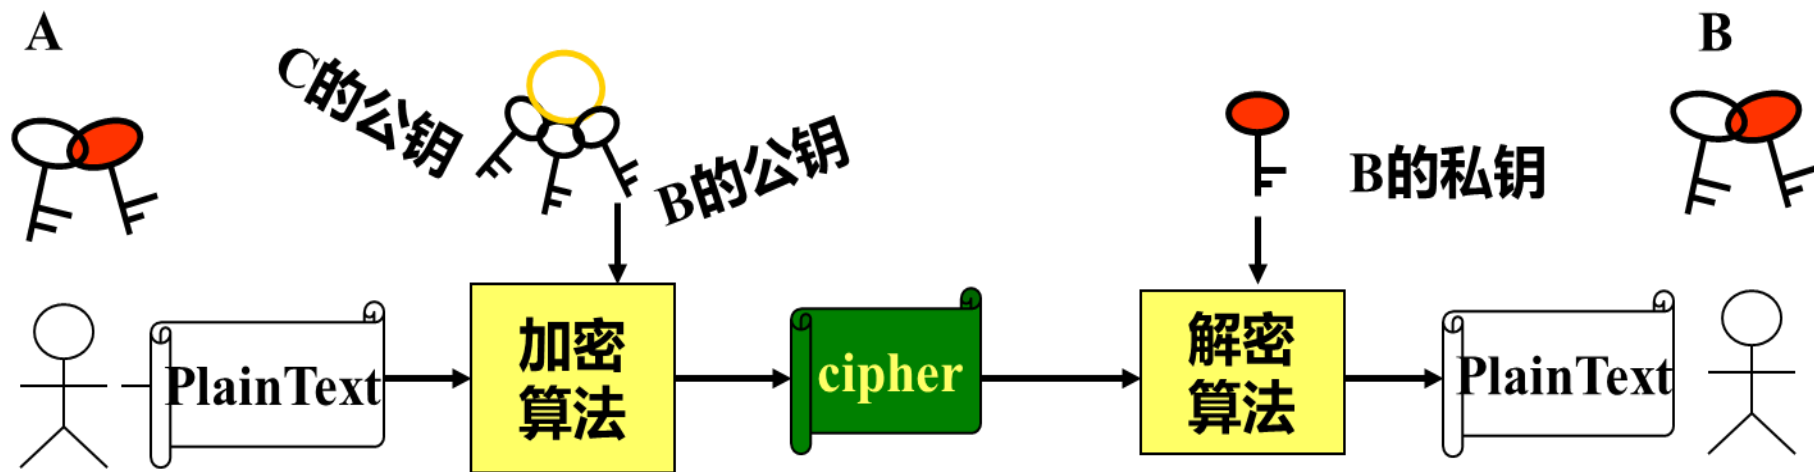 A
B
C的公钥
B的公钥
B的私钥
PlainText
加密
算法
cipher
解密
算法
PlainText